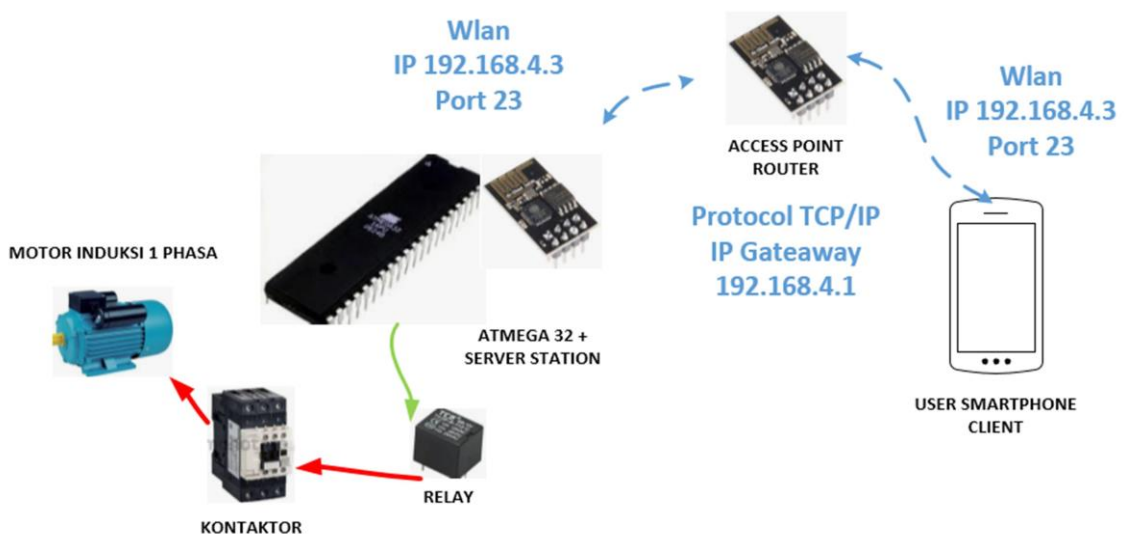 Wlan
IP 192.168.4.3
Port 23
Wlan
IP 192.168.4.3
Port 23
ACCESS POINT
ROUTER
Protocol TCP/IP
IP Gateaway
192.168.4.1
MOTOR INDUKSI 1 PHASA
ATMEGA 32 +
SERVER STATION
USER SMARTPHONE
CLIENT
RELAY
KONTAKTOR